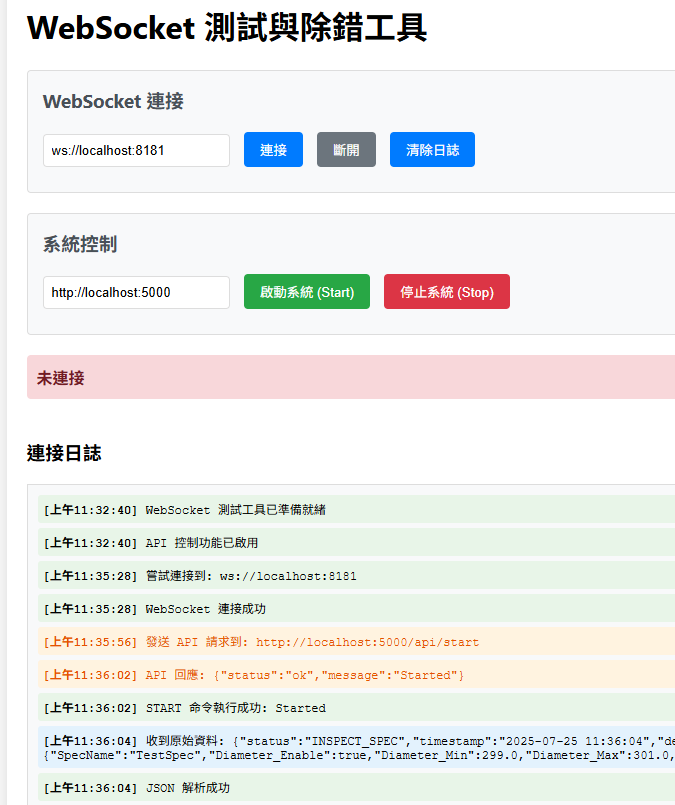 WebSocket 測試與除錯工具
WebSocket 連接
ws://localhost:8181 連接 斷開 清除日誌
系統控制
http://localhost:5000 啟動系統 (Start) 停止系統 (Stop)
未連接
連接日誌
[上午11:32:40] WebSocket 測試工具已準備就緒
[上午11:32:40] API 控制功能已啟用
[上午11:35:28] 嘗試連接到: ws://localhost:8181
[上午11:35:28] WebSocket 連接成功
[上午11:35:56] 發送 API 請求到: http://localhost:5000/api/start
[上午11:36:02] API 回應: {"status":"ok","message":"Started"}
[上午11:36:02] START 命令執行成功: Started
[上午11:36:04] 收到原始資料: {"status":"INSPECT_SPEC","timestamp":"2025-07-25 11:36:04","de
{"SpecName":"TestSpec","Diameter_Enable":true,"Diameter_Min":299.0,"Diameter_Max":301.0,
[上午11:36:04] JSON 解析成功